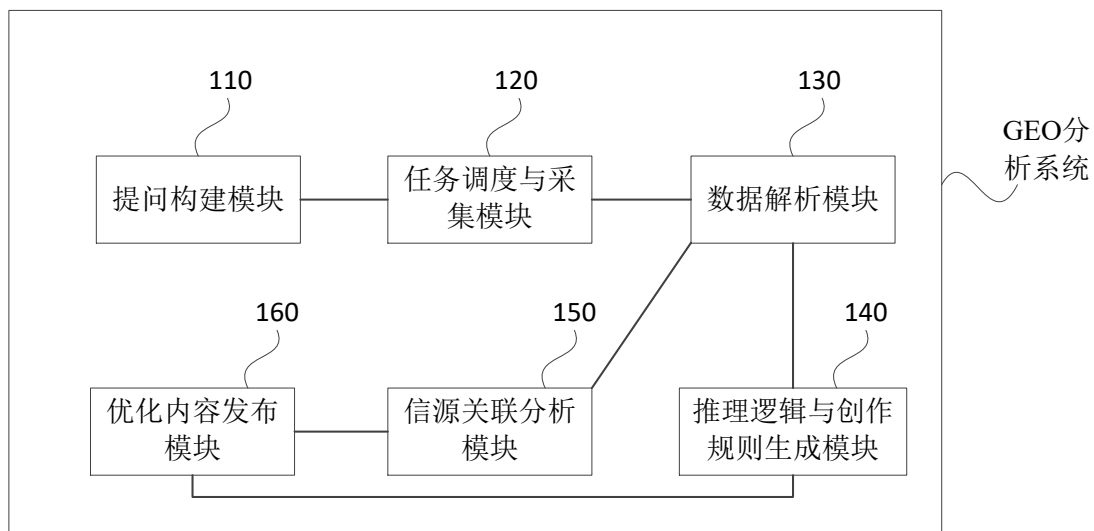 110
120
130
GEO分
析系统
提问构建模块
任务调度与采
集模块
数据解析模块
160
150
140
优化内容发布
模块
信源关联分析
模块
推理逻辑与创作
规则生成模块